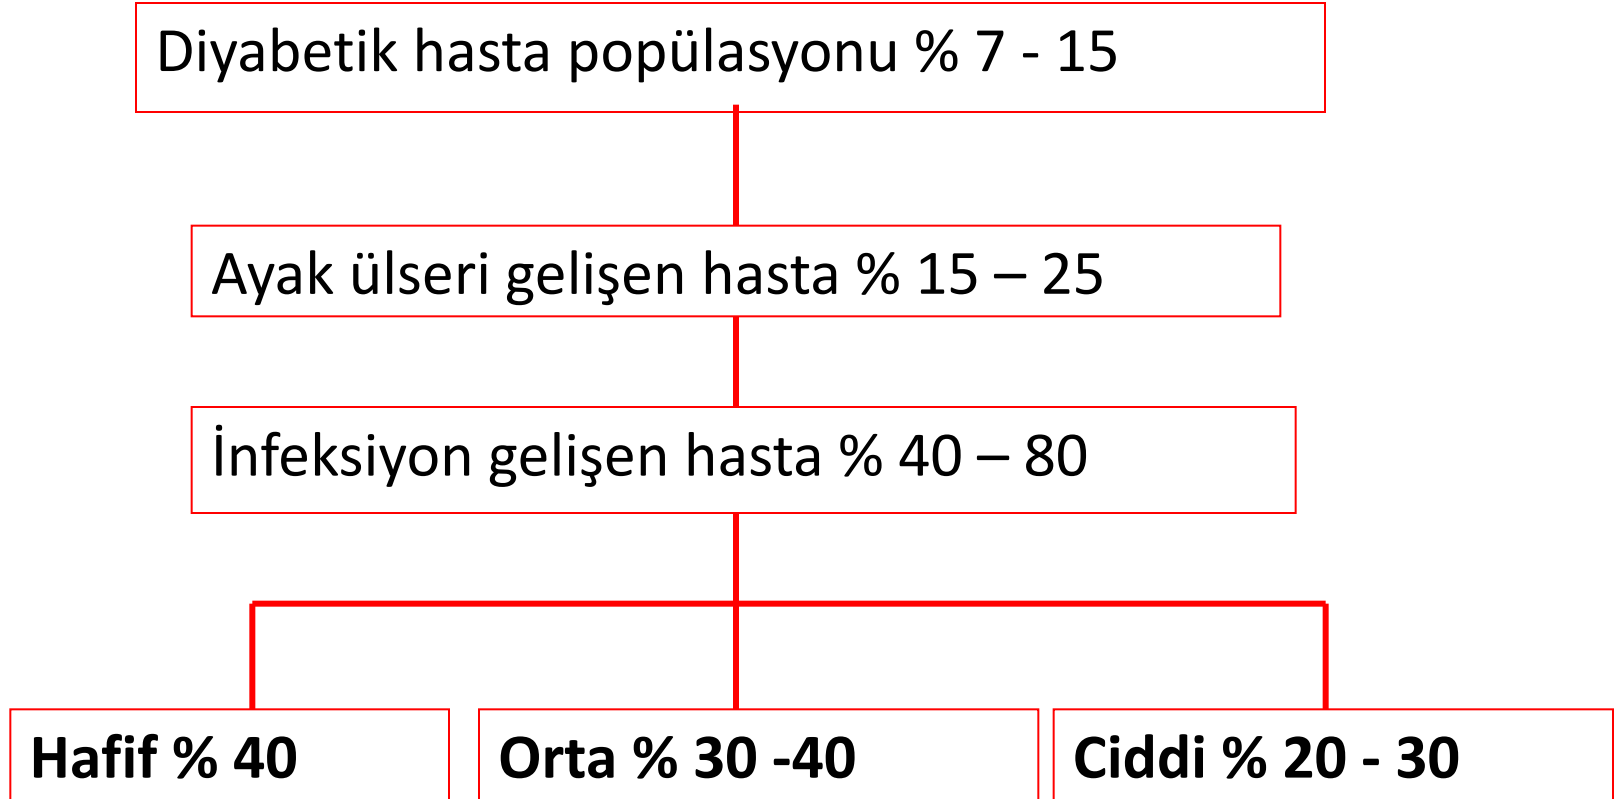 Diyabetik hasta popülasyonu % 7 - 15
Ayak ülseri gelişen hasta % 15 – 25
İnfeksiyon gelişen hasta % 40 – 80
Hafif % 40
Orta % 30 -40
Ciddi % 20 - 30